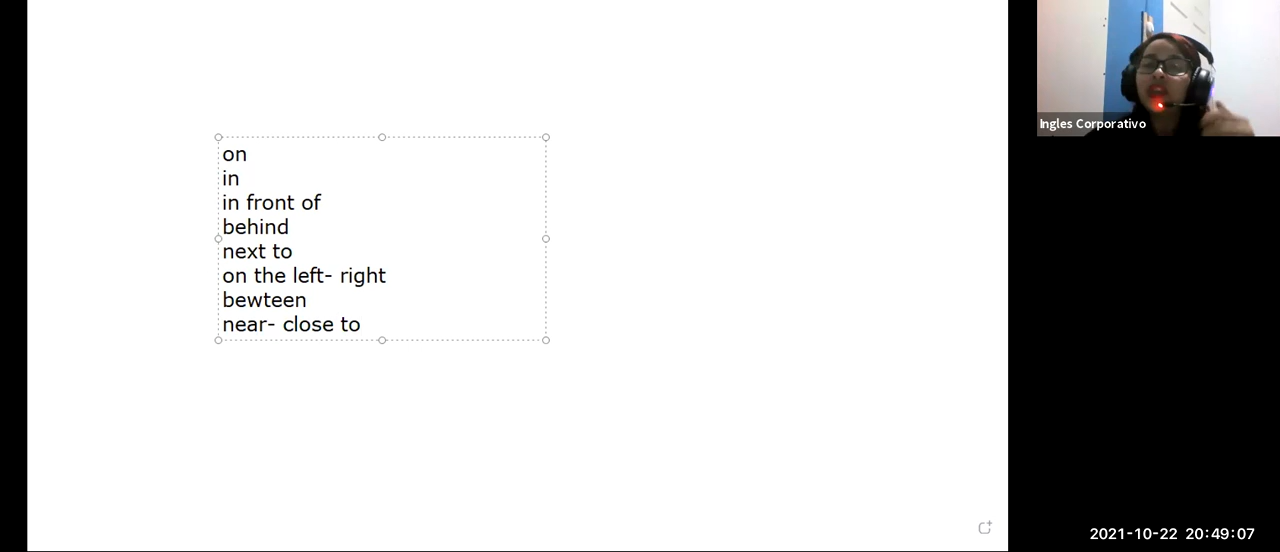 on
in
in front of
behind
next to
on the left- right
bewteen
near- close to
Ingles Corporativo
2021-10-22 20:49:07